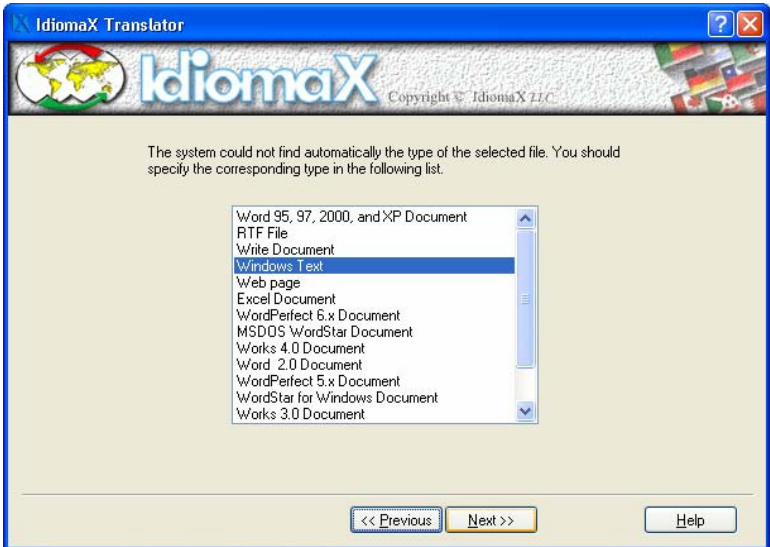 IdiomaX Translator
IdiomaX
Copyright © IdiomaX LLC
The system could not find automatically the type of the selected file. You should
specify the corresponding type in the following list.
Word 95, 97, 2000, and XP Document
RTF File
Write Document
Windows Text
Web page
Excel Document
WordPerfect 6.x Document
MSDOS WordStar Document
Works 4.0 Document
Word  2.0 Document
WordPerfect 5.x Document
WordStar for Windows Document
Works 3.0 Document
<< Previous
Next >>
Help